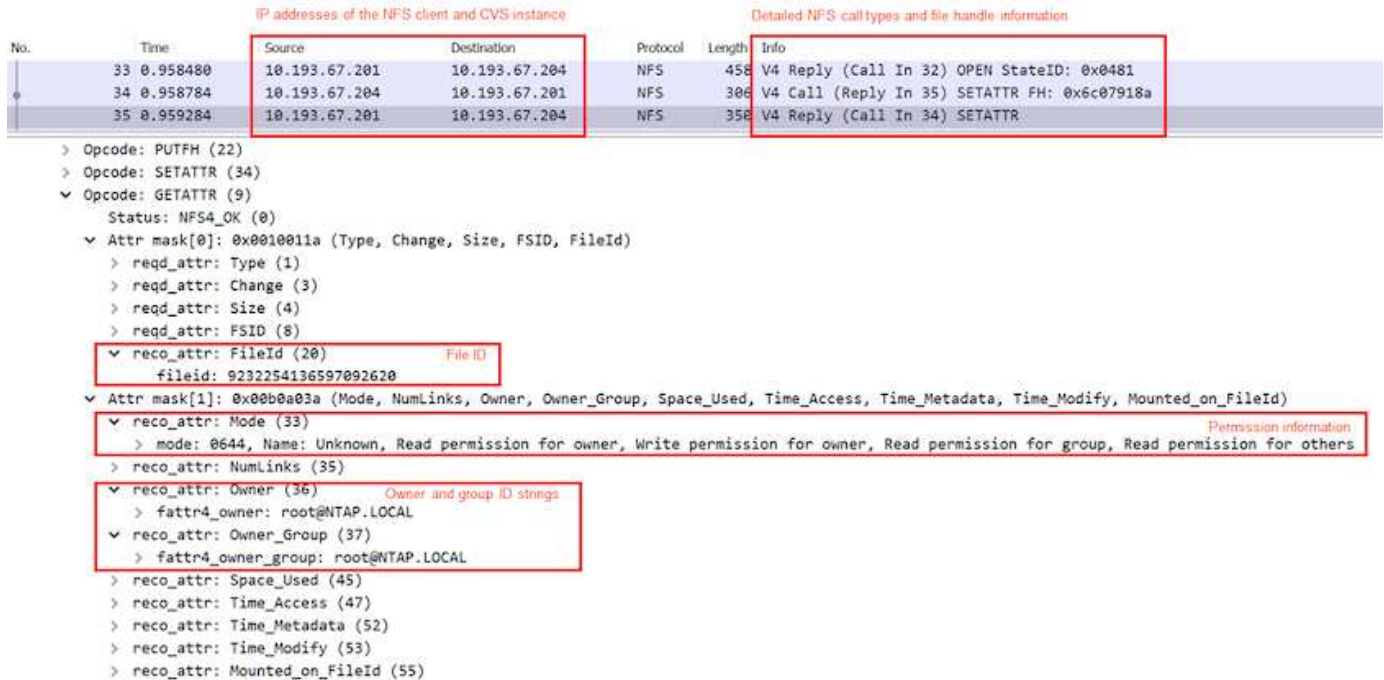 IP addresses of the NFS client and CVS instance
Detailed NFS call types and file handle information
No. Time Source Destination Protocol Length Info
33 0.958480 10.193.67.201 10.193.67.204 NFS 458 V4 Reply (Call In 32) OPEN StateID: 0x0481
34 0.958784 10.193.67.204 10.193.67.201 NFS 306 V4 Call (Reply In 35) SETATTR FH: 0x6c07918a
35 0.959284 10.193.67.201 10.193.67.204 NFS 350 V4 Reply (Call In 34) SETATTR
> Opcode: PUTFH (22)
> Opcode: SETATTR (34)
v Opcode: GETATTR (9)
Status: NFS4_OK (0)
v Attr mask[0]: 0x0010011a (Type, Change, Size, FSID, FileId)
> reqd_attr: Type (1)
> reqd_attr: Change (3)
> reqd_attr: Size (4)
> reqd_attr: FSID (8)
v reco_attr: FileId (20) File ID
fileid: 9232254136597092620
v Attr mask[1]: 0x00b0a03a (Mode, NumLinks, Owner, Owner_Group, Space_Used, Time_Access, Time_Metadata, Time_Modify, Mounted_on_FileId)
v reco_attr: Mode (33) Permission information
> mode: 0644, Name: Unknown, Read permission for owner, Write permission for owner, Read permission for group, Read permission for others
> reco_attr: NumLinks (35)
v reco_attr: Owner (36) Owner and group ID strings
> fattr4_owner: root@NTAP.LOCAL
v reco_attr: Owner_Group (37)
> fattr4_owner_group: root@NTAP.LOCAL
> reco_attr: Space_Used (45)
> reco_attr: Time_Access (47)
> reco_attr: Time_Metadata (52)
> reco_attr: Time_Modify (53)
> reco_attr: Mounted_on_FileId (55)